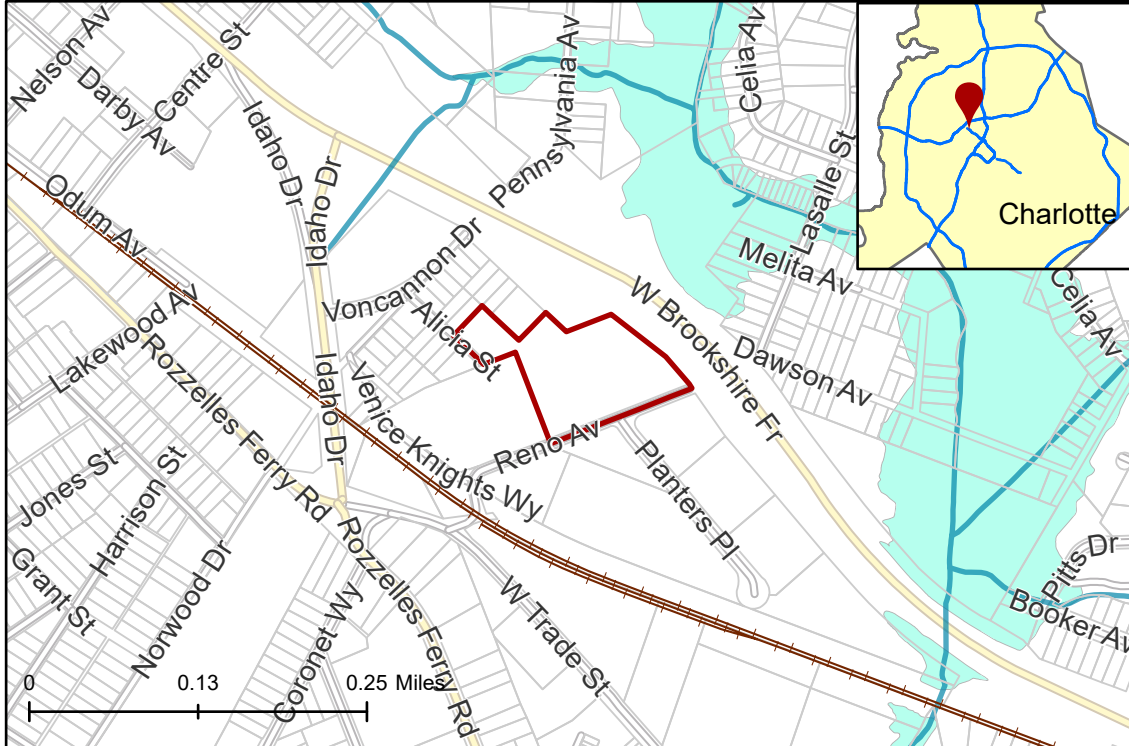 Nelson Av
Darby Av
Centre St
Idaho Dr
Idaho Dr
Pennsylvania Av
Celia Av
Lasalle St
Charlotte
Odum Av
Voncannon Dr
Melita Av
Celia Av
W Brookshire Fr
Alicia St
Lakewood Av
Rozzelles Ferry Rd
Idaho Dr
Venice Knights Wy
Dawson Av
Reno Av
Planters Pl
Jones St
Harrison St
Grant St
Norwood Dr
Coronet Wy
Rozzelles Ferry Rd
W Trade St
Pitts Dr
Booker Av
0 0.13 0.25 Miles